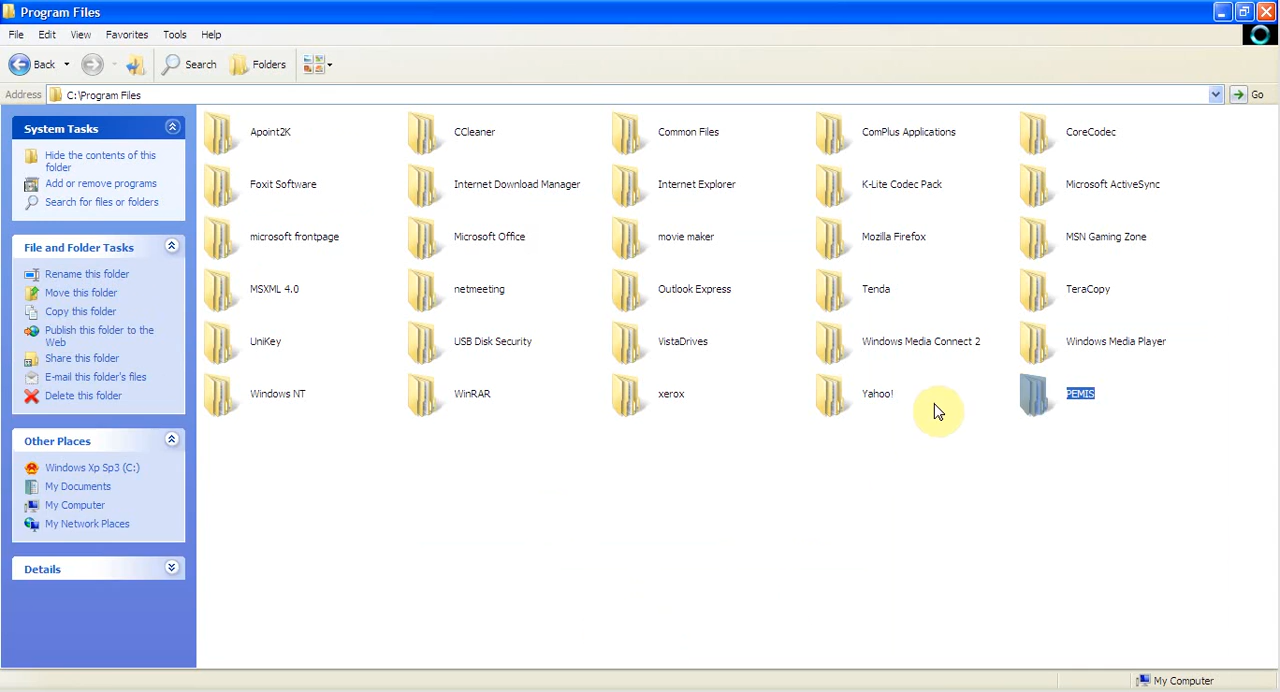 Program Files
File Edit View Favorites Tools Help
Back Search Folders
Address C:\Program Files Go
System Tasks
Hide the contents of this
folder
Add or remove programs
Search for files or folders
File and Folder Tasks
Rename this folder
Move this folder
Copy this folder
Publish this folder to the
Web
Share this folder
E-mail this folder's files
Delete this folder
Other Places
Windows Xp Sp3 (C:)
My Documents
My Computer
My Network Places
Details
Apoint2K CCleaner Common Files ComPlus Applications CoreCodec
Foxit Software Internet Download Manager Internet Explorer K-Lite Codec Pack Microsoft ActiveSync
microsoft frontpage Microsoft Office movie maker Mozilla Firefox MSN Gaming Zone
MSXML 4.0 netmeeting Outlook Express Tenda TeraCopy
UniKey USB Disk Security VistaDrives Windows Media Connect 2 Windows Media Player
Windows NT WinRAR xerox Yahoo! PEMIS
My Computer